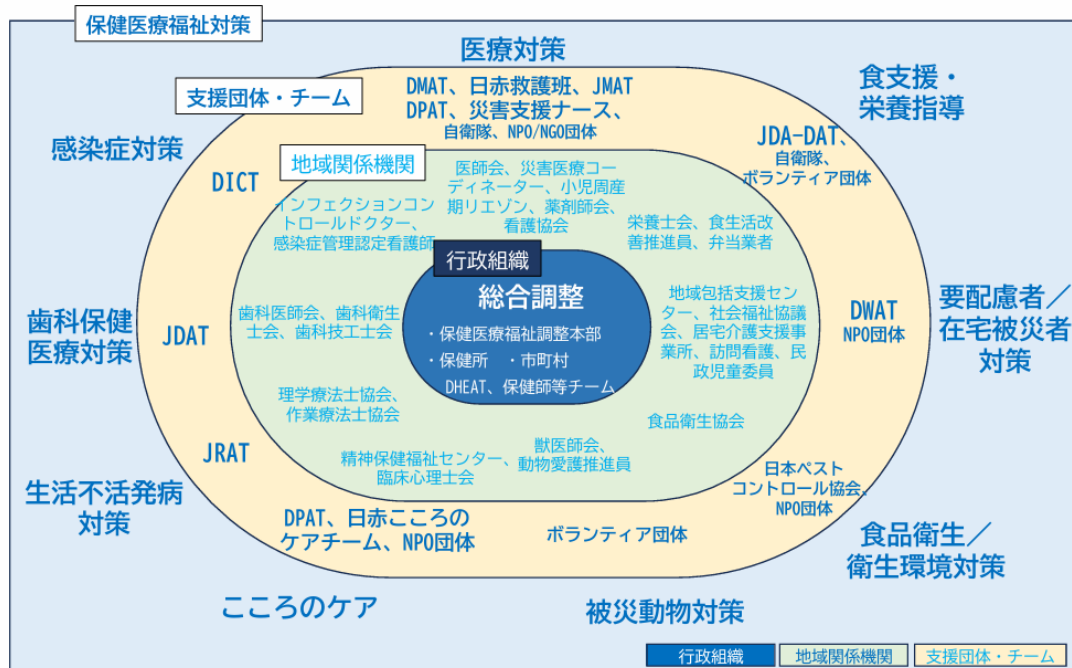 保健医療福祉対策
医療対策
支援団体・チーム
DMAT、日赤救護班、JMAT
DPAT、災害支援ナース、
自衛隊、NPO/NGO団体
食支援・
栄養指導
JDA-DAT、
自衛隊、
ボランティア団体
感染症対策
DICT
地域関係機関
インフェクションコン
トロールドクター、
感染症管理認定看護師
医師会、災害医療コー
ディネーター、小児周産
期リエゾン、薬剤師会、
看護協会
栄養士会、食生活改
善推進員、弁当業者
行政組織
総合調整
・保健医療福祉調整本部
・保健所 ・市町村
DHEAT、保健師等チーム
歯科保健
医療対策
JDAT
歯科医師会、歯科衛生
士会、歯科技工士会
地域包括支援セン
ター、社会福祉協議
会、居宅介護支援事
業所、訪問看護、民
政児童委員
DWAT
NPO団体
要配慮者／
在宅被災者
対策
理学療法士協会、
作業療法士協会
食品衛生協会
JRAT
生活不活発病
対策
精神保健福祉センター、
臨床心理士会
獣医師会、
動物愛護推進員
日本ペスト
コントロール協会、
NPO団体
DPAT、日赤こころの
ケアチーム、NPO団体
ボランティア団体
食品衛生／
衛生環境対策
こころのケア
被災動物対策
行政組織
地域関係機関
支援団体・チーム